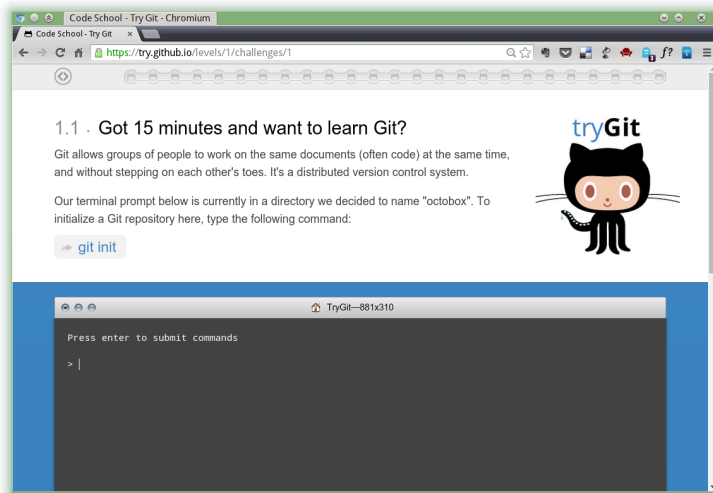 Code School - Try Git - Chromium
Code School - Try Git
https://try.github.io/levels/1/challenges/1
f?
1.1 . Got 15 minutes and want to learn Git?
tryGit
Git allows groups of people to work on the same documents (often code) at the same time,
and without stepping on each other's toes. It's a distributed version control system.
Our terminal prompt below is currently in a directory we decided to name "octobox". To
initialize a Git repository here, type the following command:
git init
TryGit—881x310
Press enter to submit commands
>